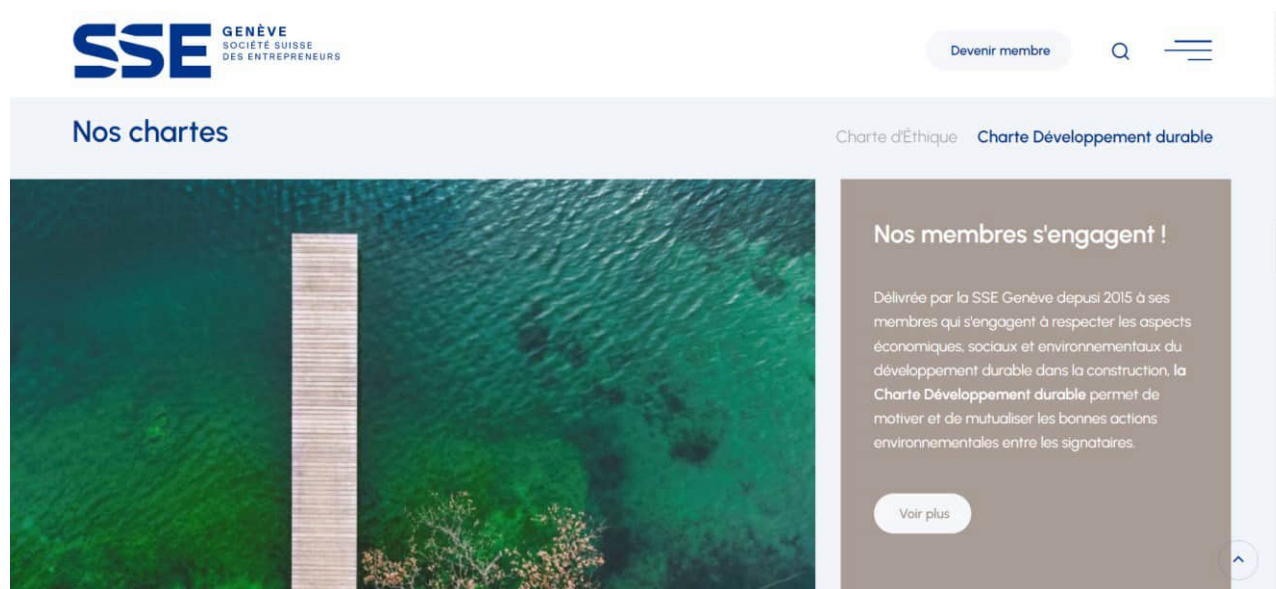 SSE
GENÈVE
SOCIÉTÉ SUISSE
DES ENTREPRENEURS
Devenir membre
Nos chartes
Charte d'Éthique
Charte Développement durable
Nos membres s'engagent !
Délivrée par la SSE Genève depusi 2015 à ses
membres qui s'engagent à respecter les aspects
économiques, sociaux et environnementaux du
développement durable dans la construction, la
Charte Développement durable permet de
motiver et de mutualiser les bonnes actions
environnementales entre les signataires.
Voir plus